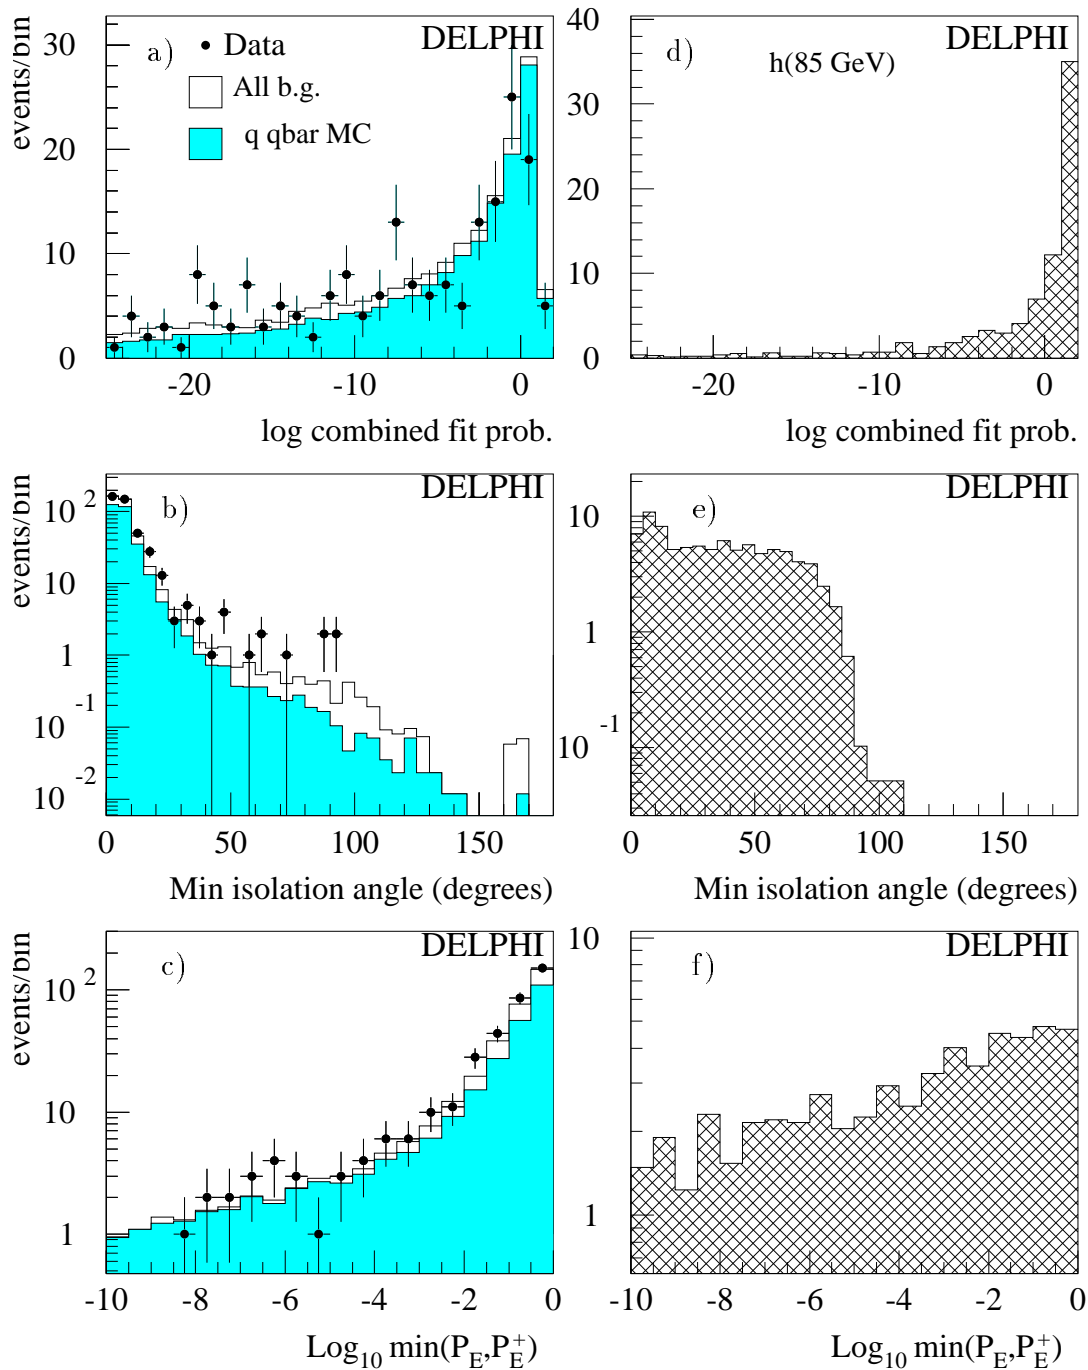 DELPHI
a)
Data
All b.g.
q qbar MC
events/bin
30
20
10
0
-20
-10
0
log combined fit prob.
DELPHI
d)
h(85 GeV)
40
30
20
10
0
-20
-10
0
log combined fit prob.
DELPHI
b)
events/bin
10 2
10
1
10 -1
10 -2
0
50
100
150
Min isolation angle (degrees)
DELPHI
e)
10
1
10 -1
0
50
100
150
Min isolation angle (degrees)
DELPHI
c)
events/bin
10 2
10
1
-10
-8
-6
-4
-2
0
Log10 min(PE,PE+)
DELPHI
f)
10
1
-10
-8
-6
-4
-2
0
Log10 min(PE,PE+)